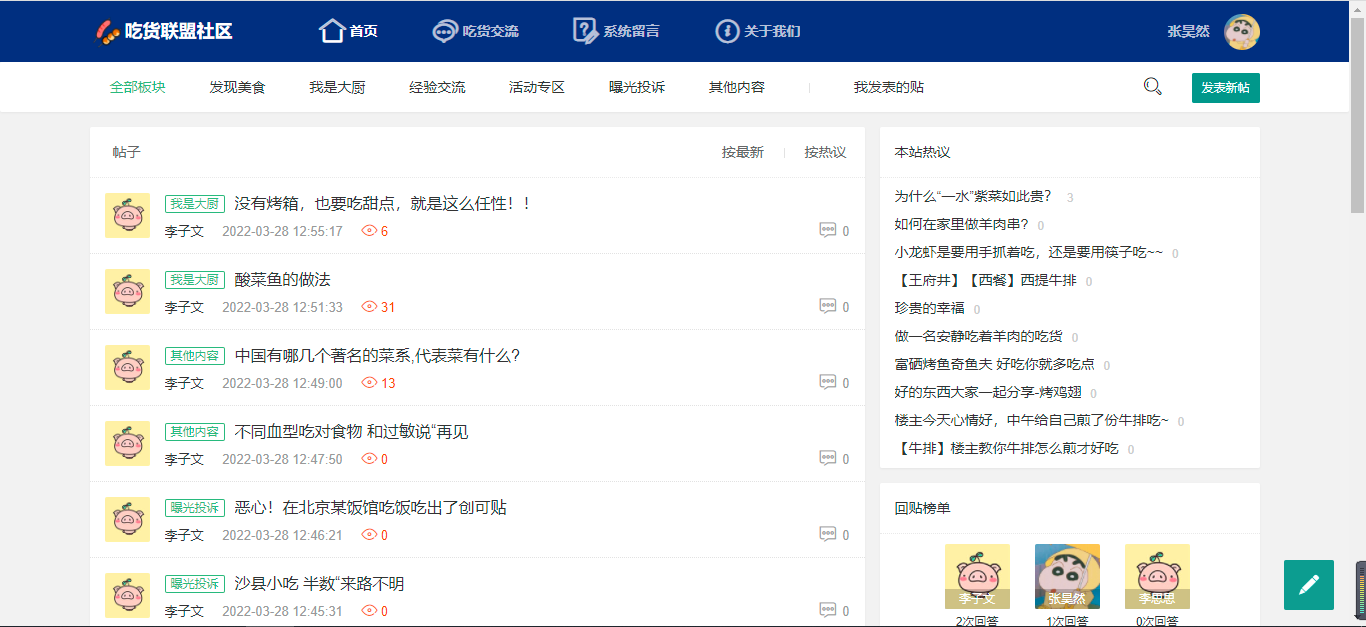 吃货联盟社区 首页 吃货交流 系统留言 关于我们 张昊然
全部板块 发现美食 我是大厨 经验交流 活动专区 曝光投诉 其他内容 我发表的贴 发表新帖
帖子 按最新 按热议
我是大厨 没有烤箱，也要吃甜点，就是这么任性！！
李子文 2022-03-28 12:55:17 6 0
我是大厨 酸菜鱼的做法
李子文 2022-03-28 12:51:33 31 0
其他内容 中国有哪几个著名的菜系,代表菜有什么?
李子文 2022-03-28 12:49:00 13 0
其他内容 不同血型吃对食物 和过敏说“再见
李子文 2022-03-28 12:47:50 0 0
曝光投诉 恶心！在北京某饭馆吃饭吃出了创可贴
李子文 2022-03-28 12:46:21 0 0
曝光投诉 沙县小吃 半数“来路不明
李子文 2022-03-28 12:45:31 0 0
本站热议
为什么“一水”紫菜如此贵？ 3
如何在家里做羊肉串？ 0
小龙虾是要用手抓着吃，还是要用筷子吃~~ 0
【王府井】【西餐】西提牛排 0
珍贵的幸福 0
做一名安静吃着羊肉的吃货 0
富硒烤鱼奇鱼夫 好吃你就多吃点 0
好的东西大家一起分享-烤鸡翅 0
楼主今天心情好，中午给自己煎了份牛排吃~ 0
【牛排】楼主教你牛排怎么煎才好吃 0
回贴榜单
李子文 张昊然 李思思
2次回答 1次回答 0次回答